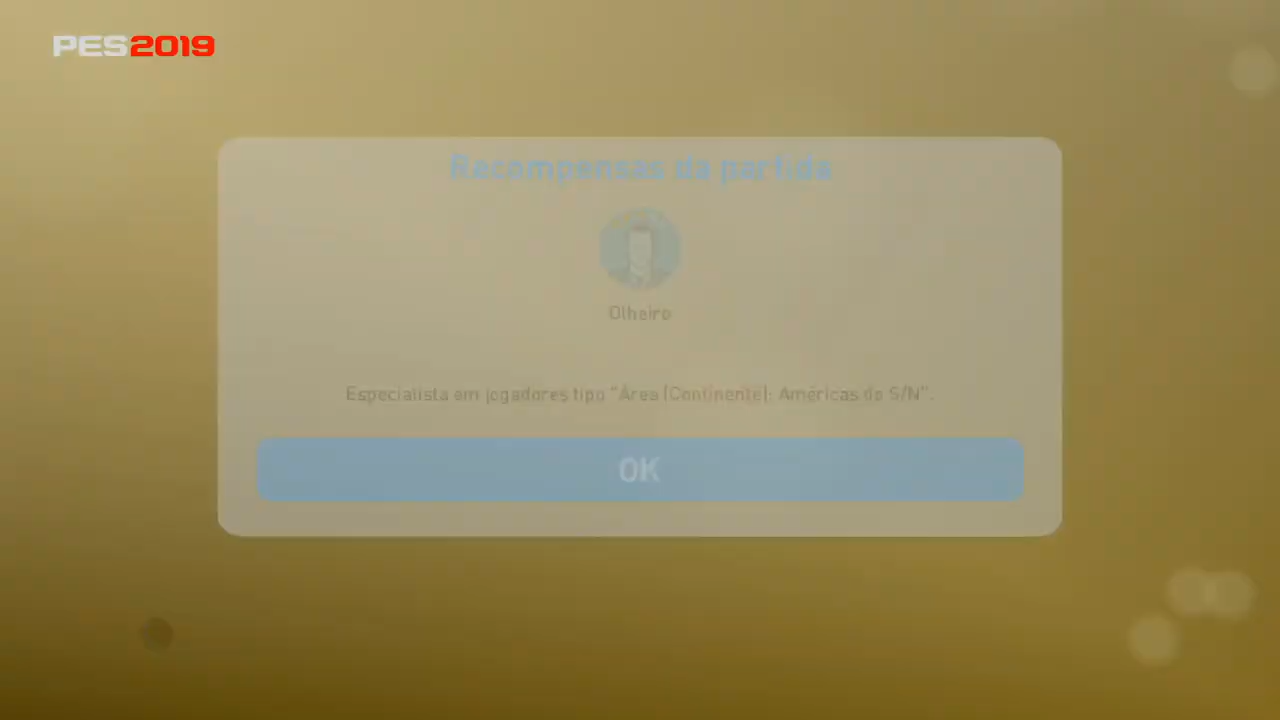 PES2019
Recompensas da partida
Olheiro
Especialista em jogadores tipo "Área (Continente): Américas do S/N".
OK